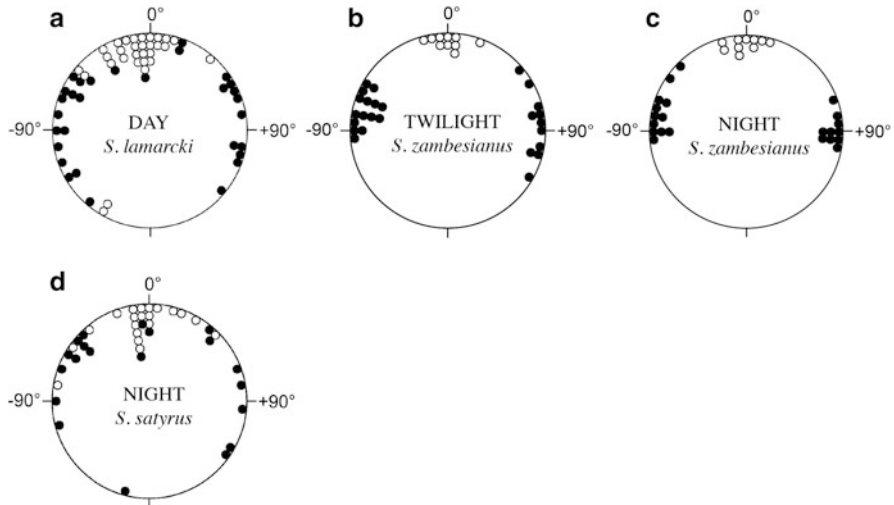 a
0°
-90°
+90°
DAY
S. lamarcki
b
0°
-90°
+90°
TWILIGHT
S. zambesianus
c
0°
-90°
+90°
NIGHT
S. zambesianus
d
0°
-90°
+90°
NIGHT
S. satyrus